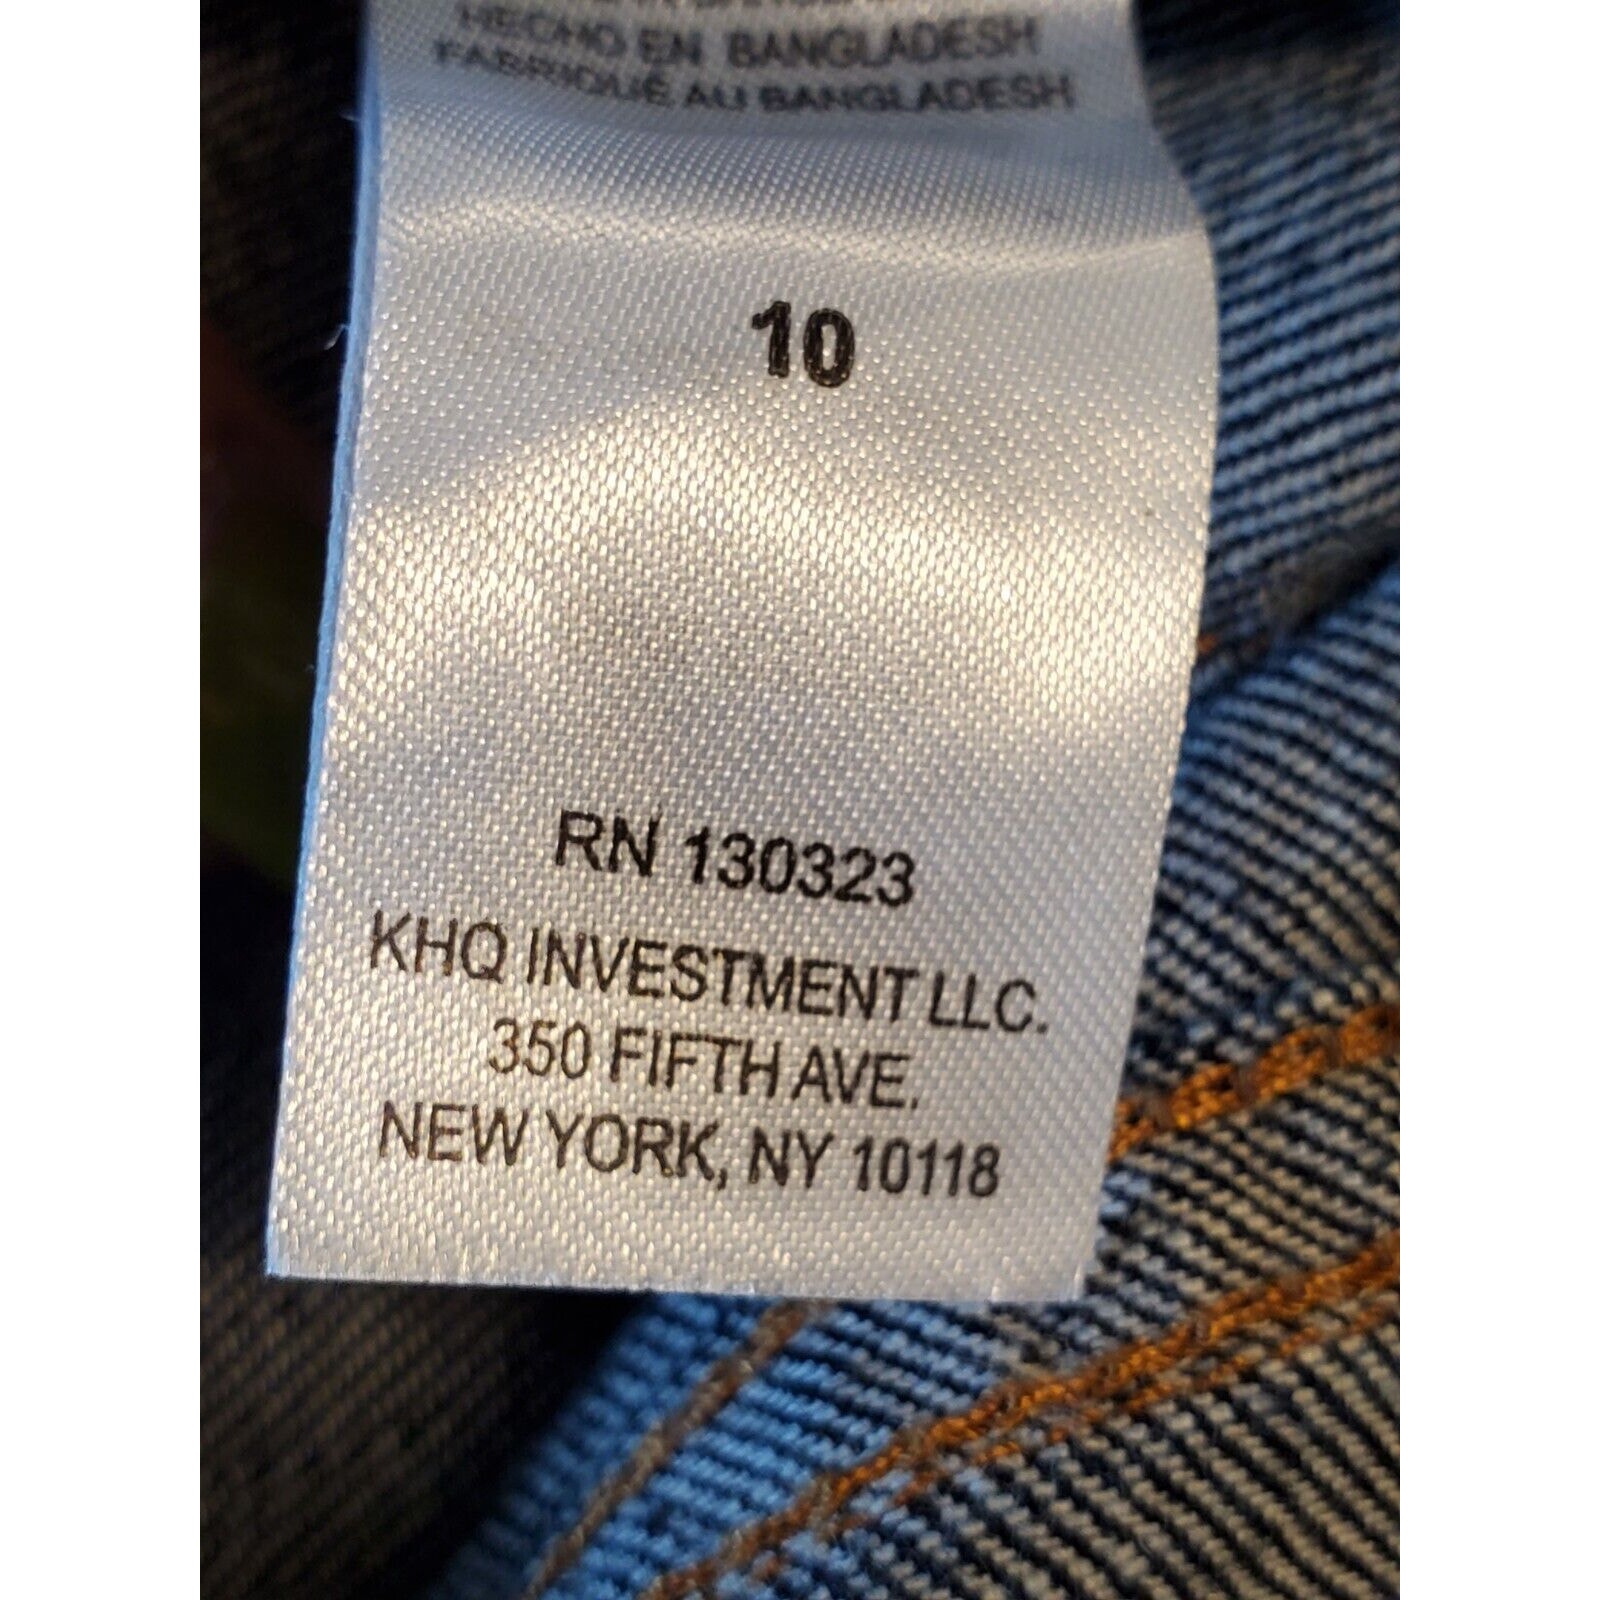 HECHO EN BANGLADESH
FABRIQUÉ AU BANGLADESH
10
RN 130323
KHQ INVESTMENT LLC.
350 FIFTH AVE.
NEW YORK, NY 10118